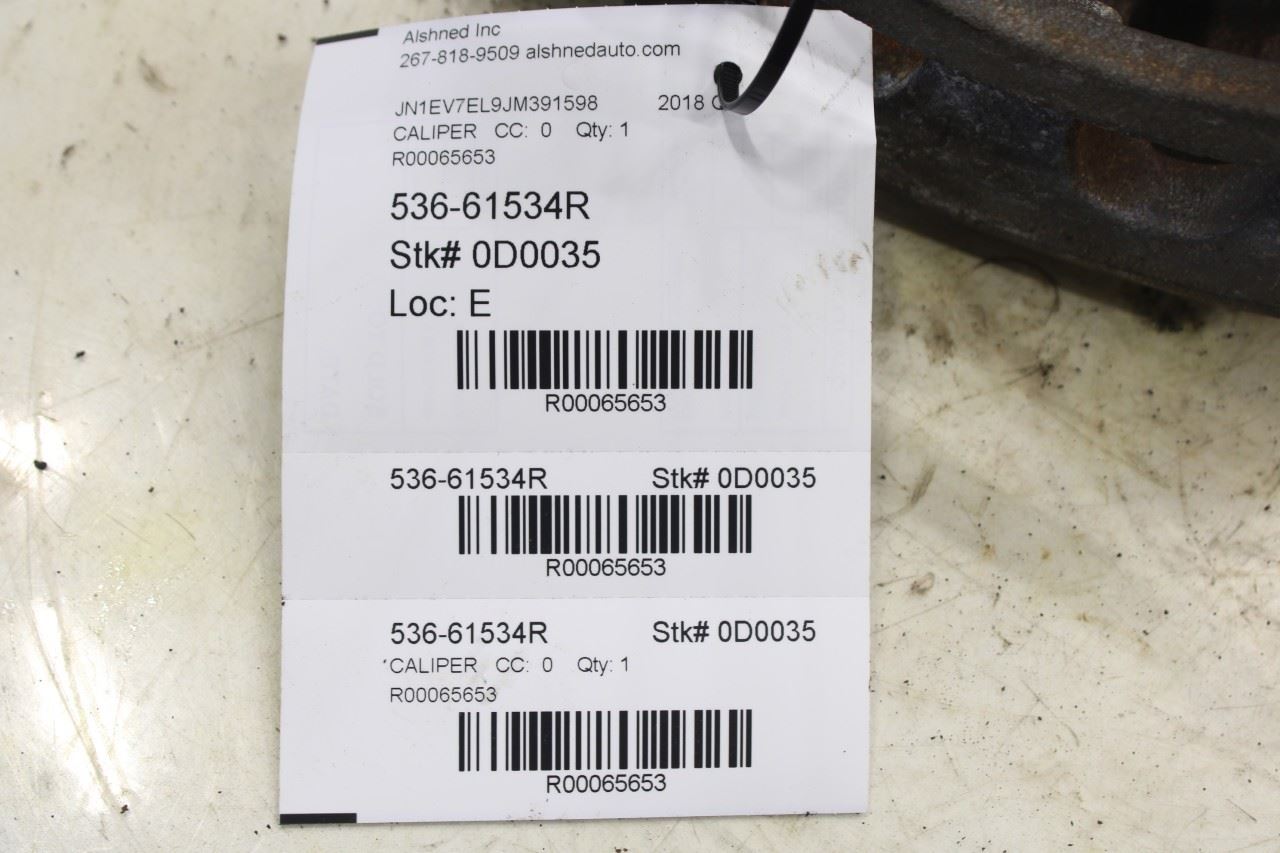 Alshned Inc
267-818-9509 alshnedauto.com
JN1EV7EL9JM391598 2018
CALIPER CC: 0 Qty: 1
R00065653
536-61534R
Stk# 0D0035
Loc: E
R00065653
536-61534R Stk# 0D0035
R00065653
536-61534R Stk# 0D0035
CALIPER CC: 0 Qty: 1
R00065653
R00065653